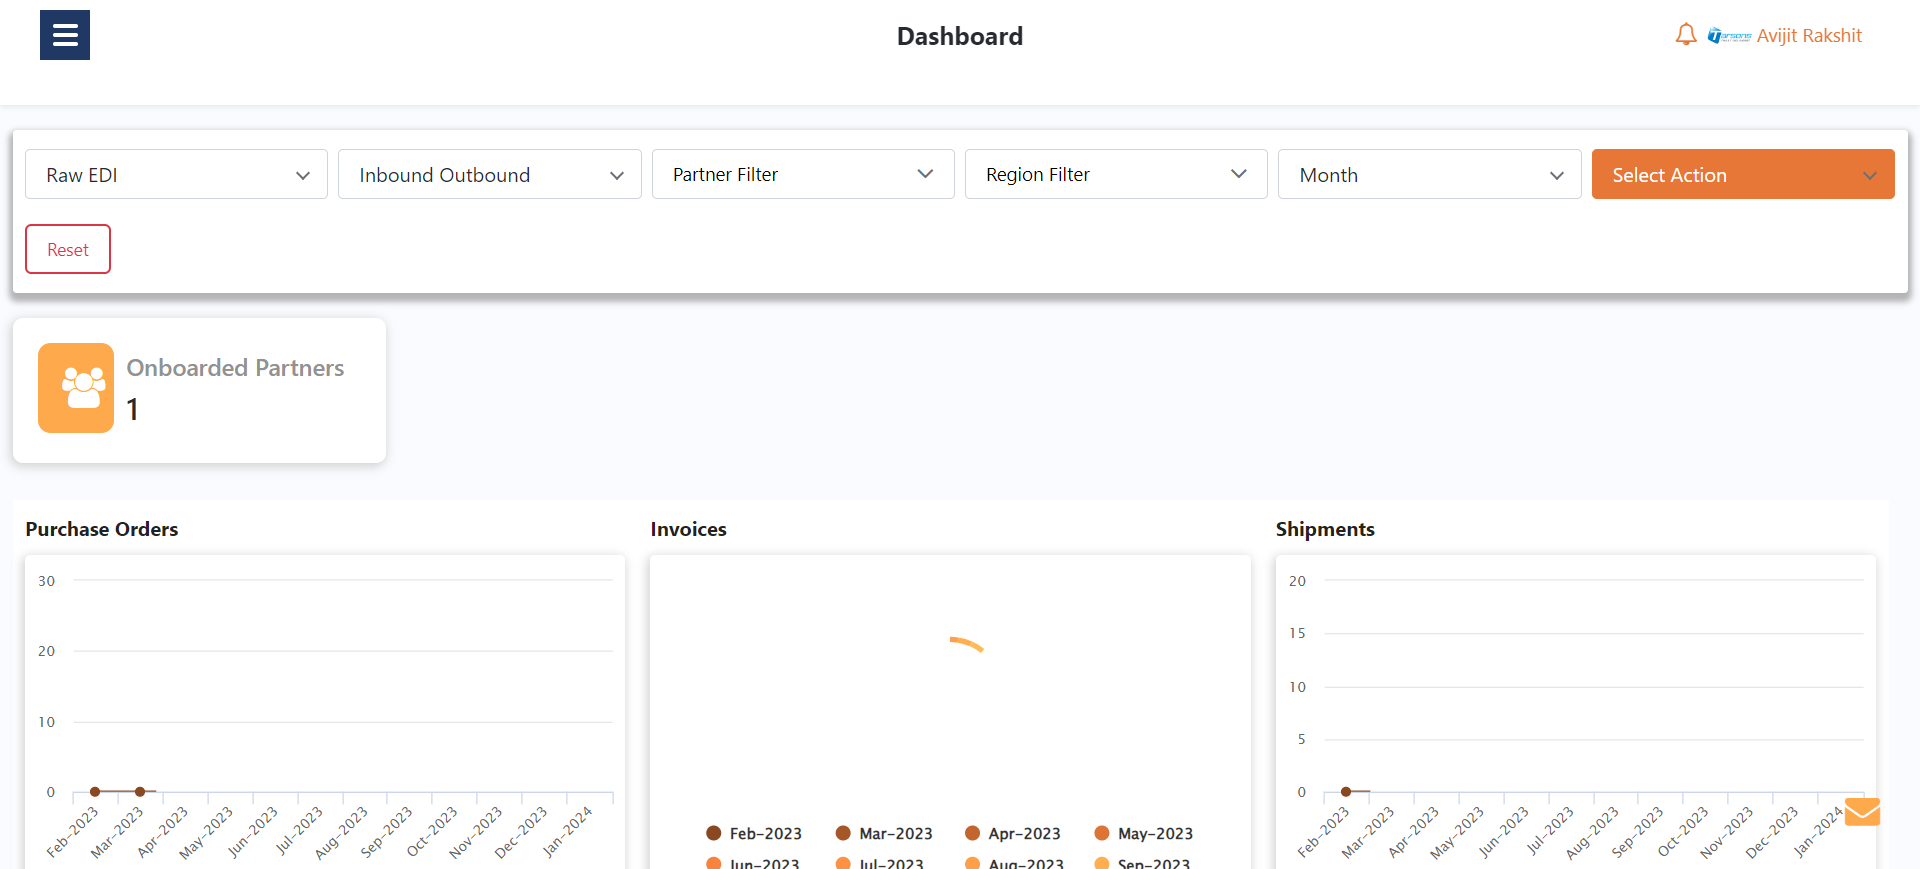 Dashboard
Tarsons
Avijit Rakshit
Raw EDI
Inbound Outbound
Partner Filter
Region Filter
Month
Select Action
Reset
Onboarded Partners
1
Purchase Orders
30
20
10
0
Feb-2023
Mar-2023
Apr-2023
May-2023
Jun-2023
Jul-2023
Aug-2023
Sep-2023
Oct-2023
Nov-2023
Dec-2023
Jan-2024
Invoices
Feb-2023
Mar-2023
Apr-2023
May-2023
Jun-2023
Jul-2023
Aug-2023
Sep-2023
Shipments
20
15
10
5
0
Feb-2023
Mar-2023
Apr-2023
May-2023
Jun-2023
Jul-2023
Aug-2023
Sep-2023
Oct-2023
Nov-2023
Dec-2023
Jan-2024